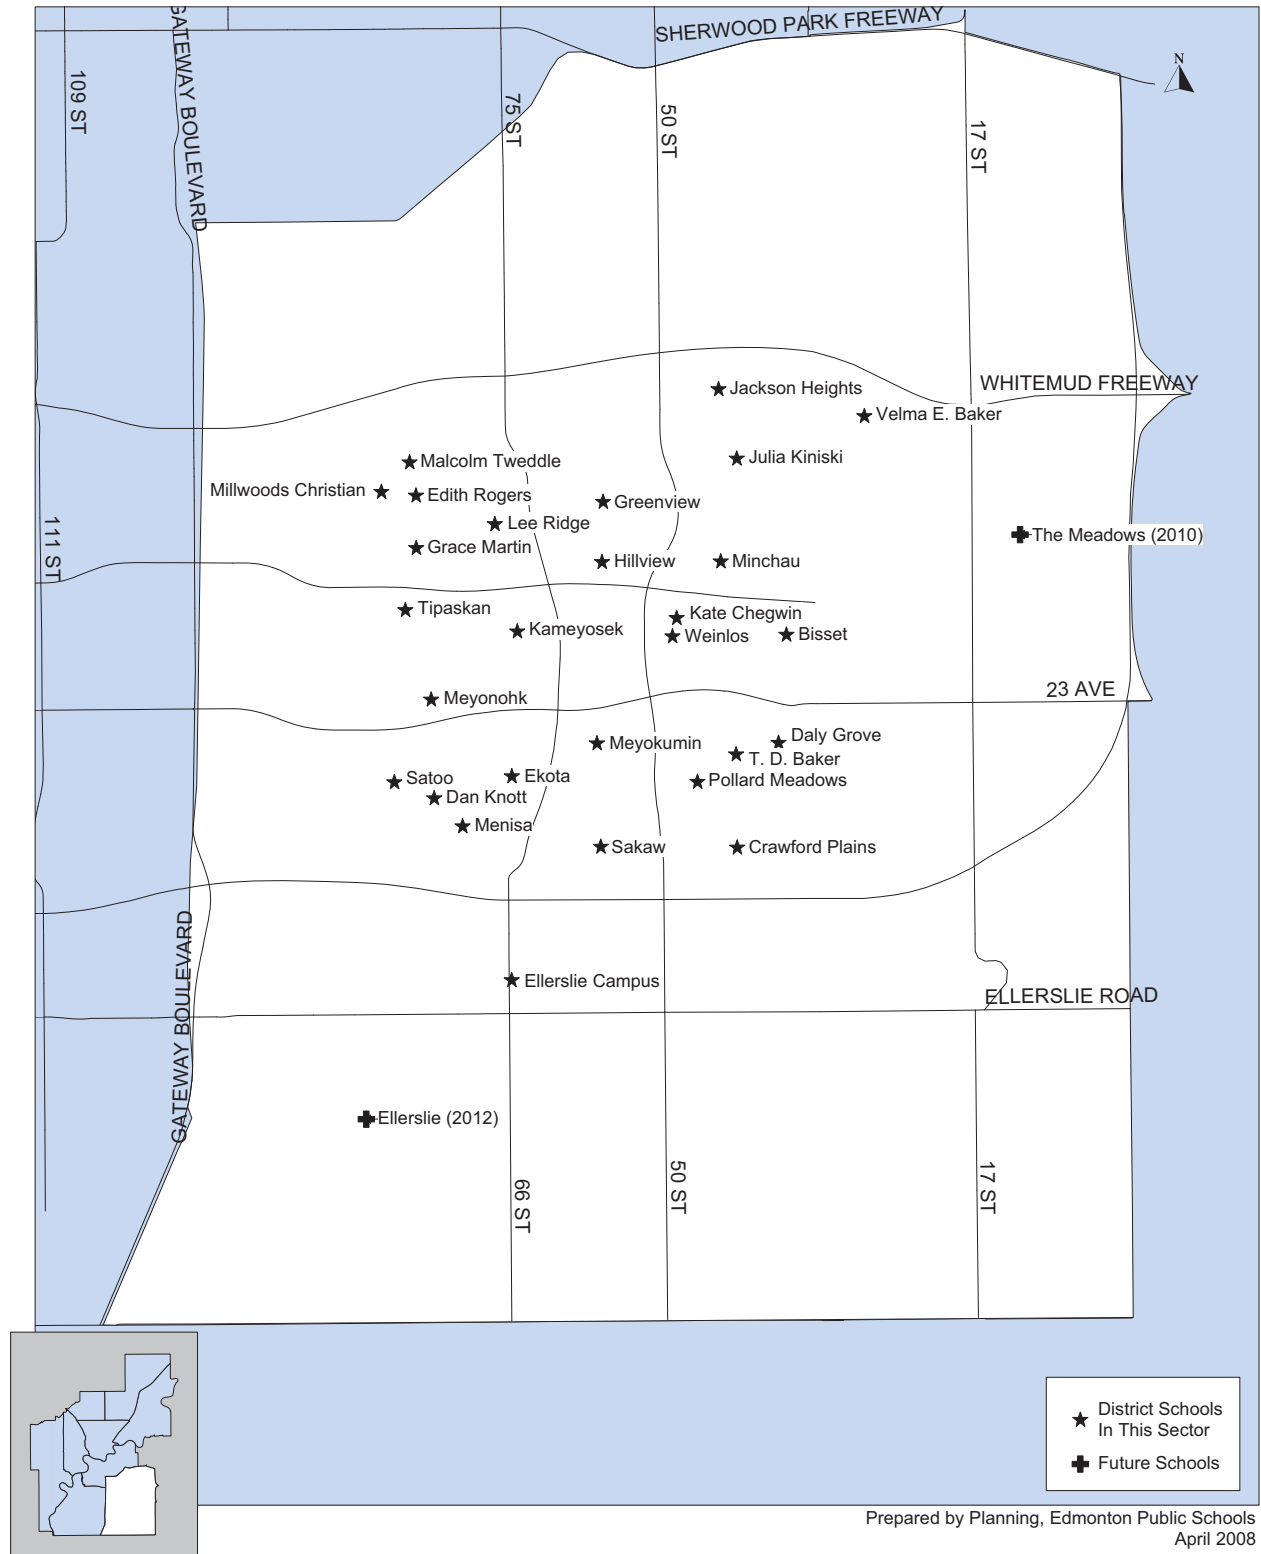 SHERWOOD PARK FREEWAY
GATEWAY BOULEVARD
109 ST
75 ST
50 ST
17 ST
N
WHITEMUD FREEWAY
Jackson Heights
Velma E. Baker
Malcolm Tweddle
Julia Kiniski
Millwoods Christian
Edith Rogers
Greenview
Lee Ridge
111 ST
The Meadows (2010)
Grace Martin
Hillview
Minchau
Tipaskan
Kate Chegwin
Kameyosek
Weinlos
Bisset
23 AVE
Meyonohk
Meyokumin
Daly Grove
T. D. Baker
Satoo
Ekota
Pollard Meadows
Dan Knott
Menisa
Sakaw
Crawford Plains
GATEWAY BOULEVARD
Ellerslie Campus
ELLERSLIE ROAD
Ellerslie (2012)
66 ST
50 ST
17 ST
District Schools
In This Sector
Future Schools
Prepared by Planning, Edmonton Public Schools
April 2008